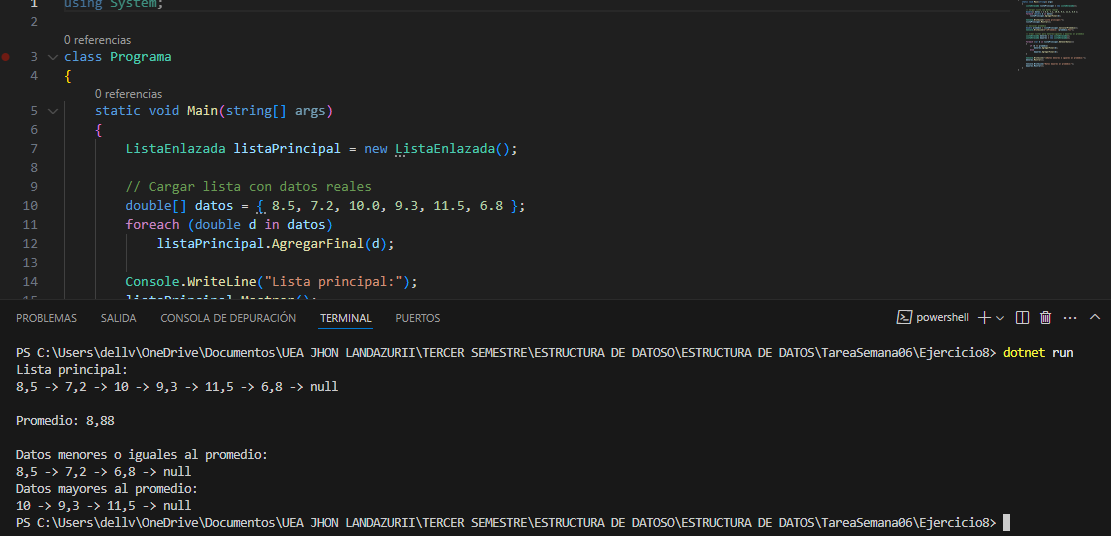 1 using System;
2
0 referencias
3 class Programa
4 {
0 referencias
5 static void Main(string[] args)
6 {
7 ListaEnlazada listaPrincipal = new ListaEnlazada();
8
9 // Cargar lista con datos reales
10 double[] datos = { 8.5, 7.2, 10.0, 9.3, 11.5, 6.8 };
11 foreach (double d in datos)
12 listaPrincipal.AgregarFinal(d);
13
14 Console.WriteLine("Lista principal:");
15 listaPrincipal.Mostrar();
PROBLEMAS SALIDA CONSOLA DE DEPURACIÓN TERMINAL PUERTOS powershell
PS C:\Users\dellv\OneDrive\Documentos\UEA JHON LANDAZURII\TERCER SEMESTRE\ESTRUCTURA DE DATOSO\ESTRUCTURA DE DATOS\TareaSemana06\Ejercicio8> dotnet run
Lista principal:
8,5 -> 7,2 -> 10 -> 9,3 -> 11,5 -> 6,8 -> null
Promedio: 8,88
Datos menores o iguales al promedio:
8,5 -> 7,2 -> 6,8 -> null
Datos mayores al promedio:
10 -> 9,3 -> 11,5 -> null
PS C:\Users\dellv\OneDrive\Documentos\UEA JHON LANDAZURII\TERCER SEMESTRE\ESTRUCTURA DE DATOSO\ESTRUCTURA DE DATOS\TareaSemana06\Ejercicio8>